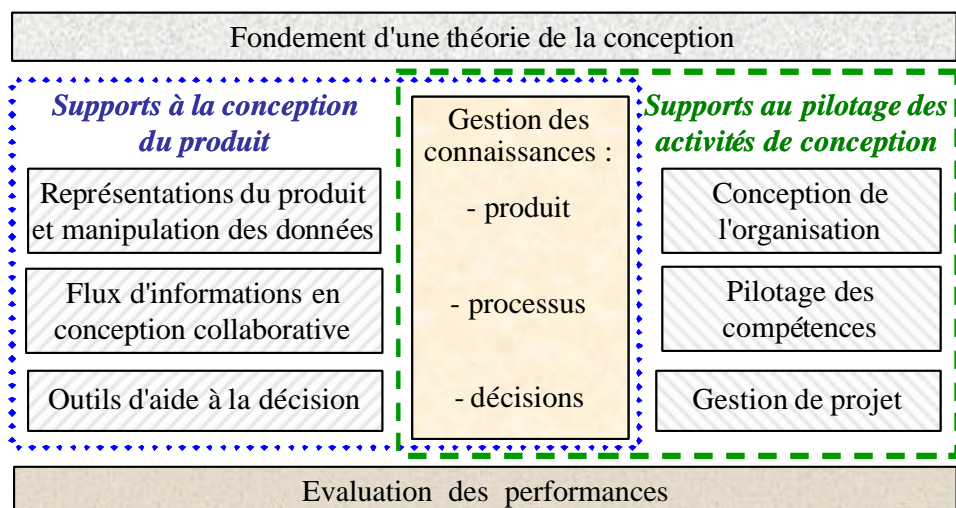 Fondement d'une théorie de la conception
Supports à la conception
du produit
Représentations du produit
et manipulation des données
Flux d'informations en
conception collaborative
Outils d'aide à la décision
Gestion des
connaissances :
- produit
- processus
- décisions
Supports au pilotage des
activités de conception
Conception de
l'organisation
Pilotage des
compétences
Gestion de projet
Evaluation des performances